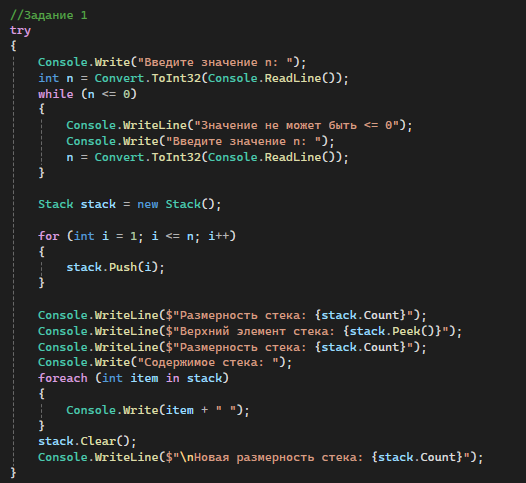 //Задание 1
try
{
    Console.Write("Введите значение n: ");
    int n = Convert.ToInt32(Console.ReadLine());
    while (n <= 0)
    {
        Console.WriteLine("Значение не может быть <= 0");
        Console.Write("Введите значение n: ");
        n = Convert.ToInt32(Console.ReadLine());
    }

    Stack stack = new Stack();

    for (int i = 1; i <= n; i++)
    {
        stack.Push(i);
    }

    Console.WriteLine($"Размерность стека: {stack.Count}");
    Console.WriteLine($"Верхний элемент стека: {stack.Peek()}");
    Console.WriteLine($"Размерность стека: {stack.Count}");
    Console.Write("Содержимое стека: ");
    foreach (int item in stack)
    {
        Console.Write(item + " ");
    }
    stack.Clear();
    Console.WriteLine($"\nНовая размерность стека: {stack.Count}");
}